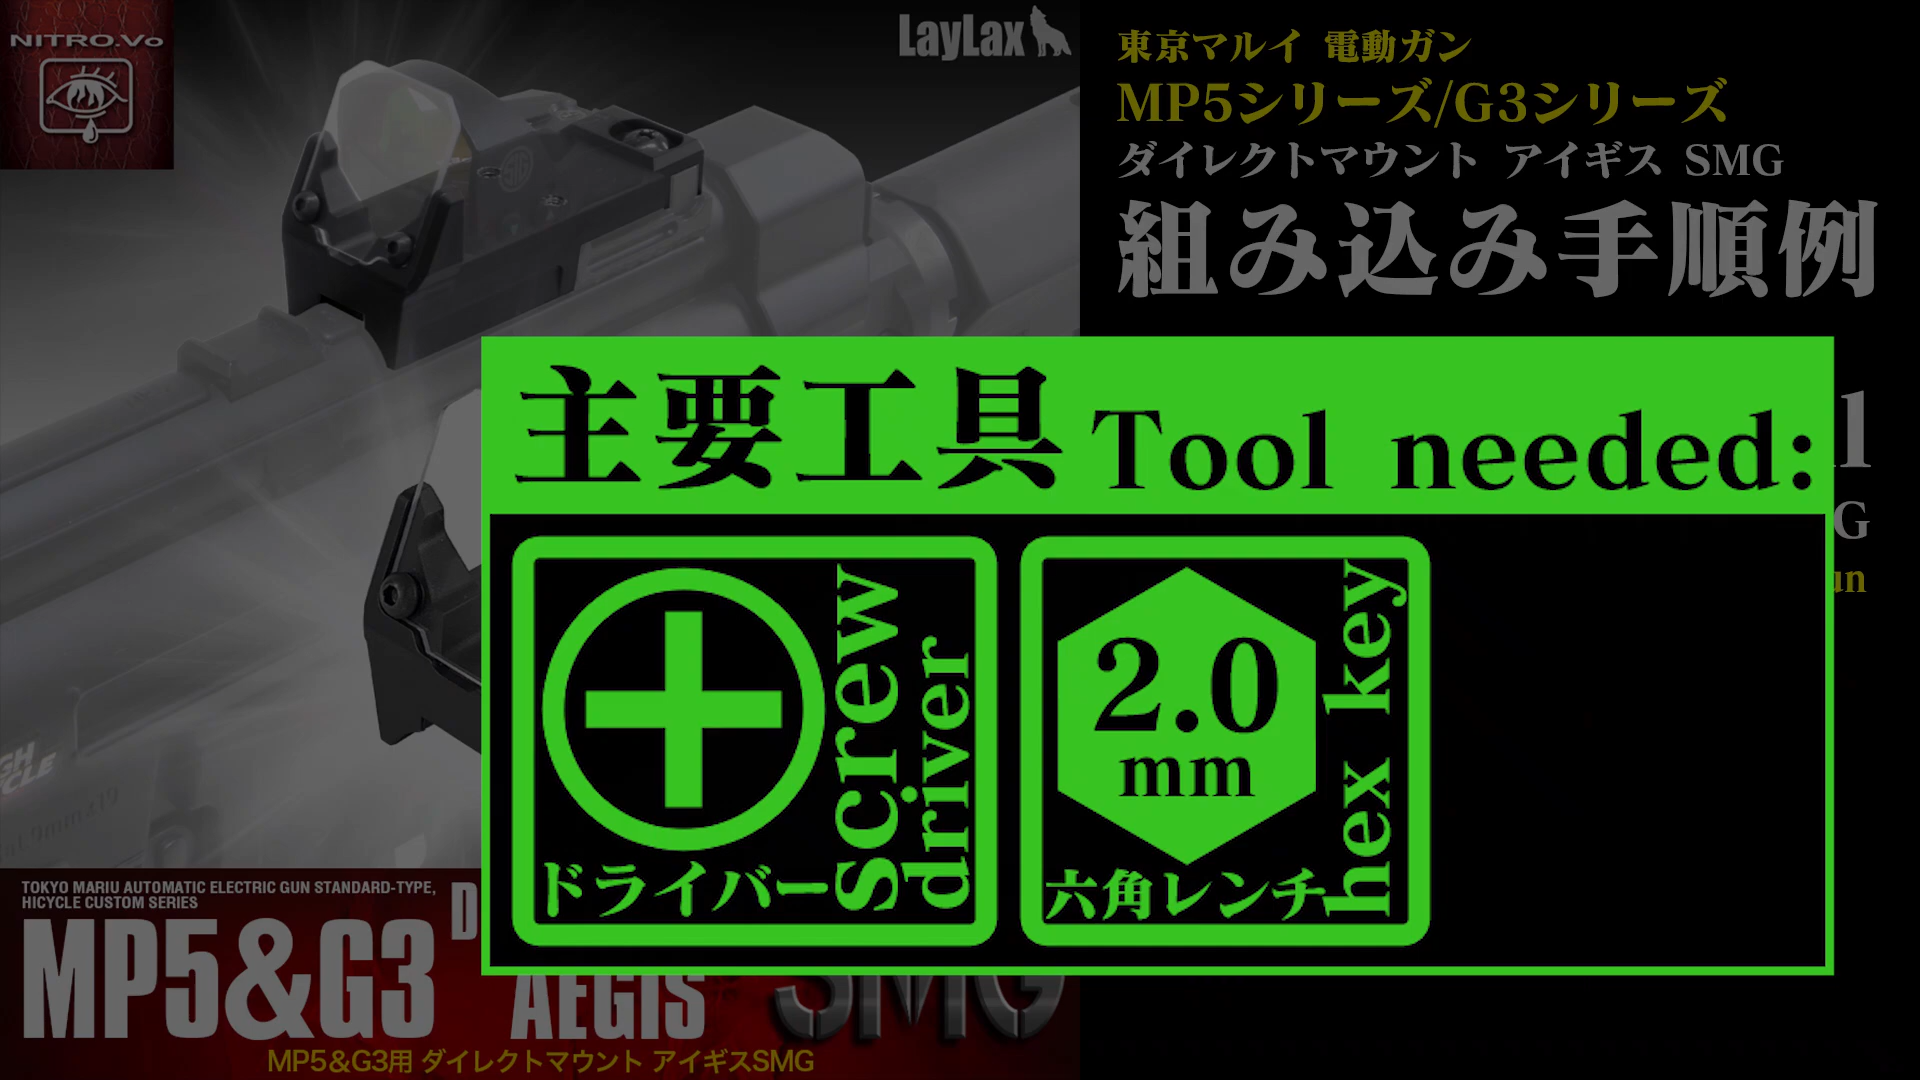 NITRO.Vo
LayLax
東京マルイ 電動ガン
MP5シリーズ/G3シリーズ
ダイレクトマウント アイギス SMG
組み込み手順例
主要工具 Tool needed:
ドライバー
screw
driver
2.0
mm
六角レンチ
hex key
TOKYO MARIU AUTOMATIC ELECTRIC GUN STANDARD-TYPE,
HICYCLE CUSTOM SERIES
MP5&G3
AEGIS SMG
MP5&G3用 ダイレクトマウント アイギスSMG